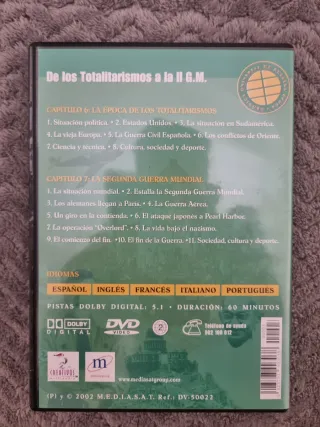 De los Totalitarismos a la II G.M.
CAPITULO 6: LA EPOCA DE LOS TOTALITARISMOS
1. Situación política. • 2. Estados Unidos. • 3. La situación en Sudamérica.
4. La vieja Europa. • 5. La Guerra Civil Española. • 6. Los conflictos de Oriente.
7. Ciencia y técnica. • 8. Cultura, sociedad y deporte.
CAPITULO 7: LA SEGUNDA GUERRA MUNDIAL
1. La situación mundial. • 2. Estalla la Segunda Guerra Mundial.
3. Los alemanes llegan a París. • 4. La Guerra Aérea.
5. Un giro en la contienda. • 6. El ataque japonés a Pearl Harbor.
7. La operación "Overlord". • 8. La vida bajo el nazismo.
9. El comienzo del fin. •10. El fin de la Guerra. •11. Sociedad, cultura y deporte.
IDIOMAS
ESPAÑOL INGLÉS FRANCÉS ITALIANO PORTUGUES
PISTAS DOLBY DIGITAL: 5.1 • DURACIÓN: 60 MINUTOS
DOLBY DIGITAL
DVD VIDEO
2
m
www.mediasatgroup.com
(P) y © 2002 M.E.D.I.A.S.A.T. Ref.: DV-50022